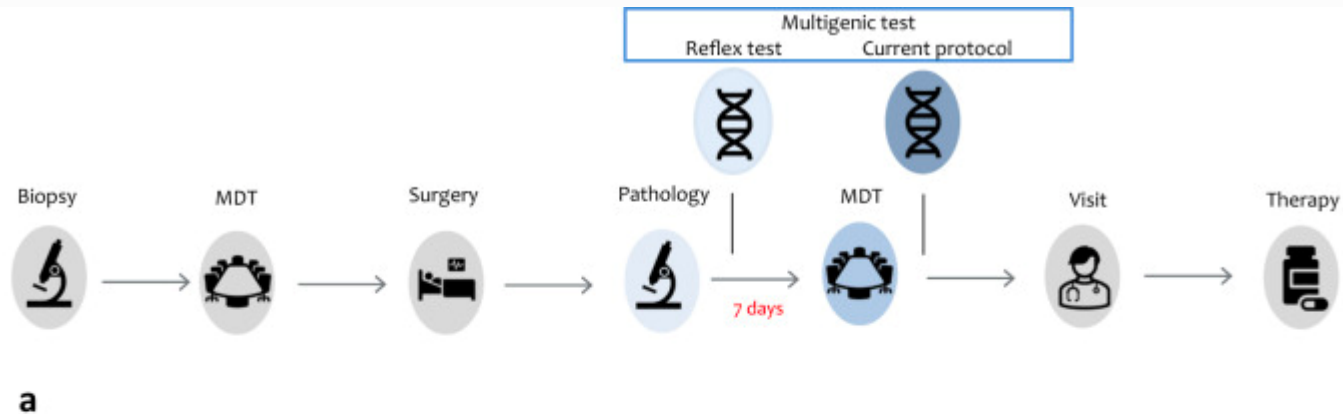 Multigenic test
Reflex test Current protocol
Biopsy MDT Surgery Pathology MDT Visit Therapy
7 days
a